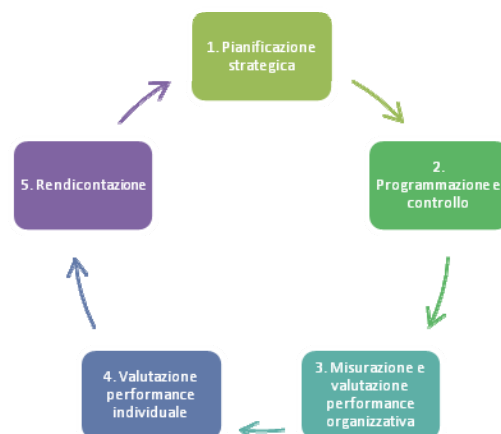 1. Pianificazione
strategica
2.
Programmazione e
controllo
3. Misurazione e
valutazione
performance
organizzativa
4. Valutazione
performance
individuale
5. Rendicontazione